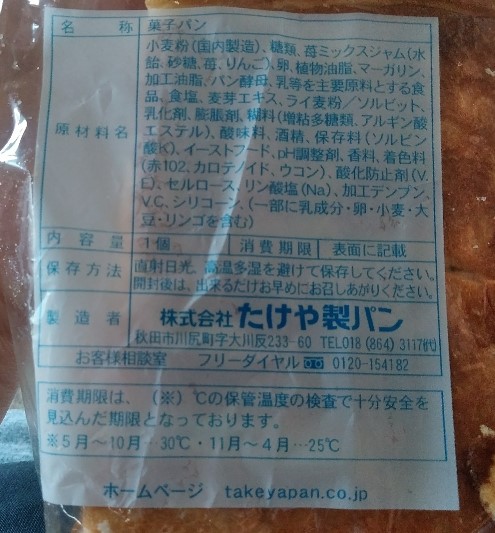 名称 菓子パン
原材料名 小麦粉(国内製造)、糖類、苺ミックスジャム(水
飴、砂糖、苺、りんご)、卵、植物油脂、マーガリン、
加工油脂、パン酵母、乳等を主要原料とする食
品、食塩、麦芽エキス、ライ麦粉／ソルビット、
乳化剤、膨脹剤、糊料(増粘多糖類、アルギン酸
エステル)、酸味料、酒精、保存料(ソルビン
酸K)、イーストフード、pH調整剤、香料、着色料
(赤102、カロテノイド、ウコン)、酸化防止剤(V.
E)、セルロース、リン酸塩(Na)、加工デンプン、
V.C、シリコーン、(一部に乳成分・卵・小麦・大
豆・リンゴを含む)
内容量 1個 消費期限 表面に記載
保存方法 直射日光、高温多湿を避けて保存してください。
開封後は、出来るだけお早めにお召しあがりください。
製造者 株式会社たけや製パン
秋田市川尻町字大川反233-60 TEL018(864)3117(代)
お客様相談室 フリーダイヤル 0120-154182
消費期限は、(※)℃の保管温度の検査で十分安全を
見込んだ期限となっております。
※5月～10月…30℃・11月～4月…25℃
ホームページ takeyapan.co.jp